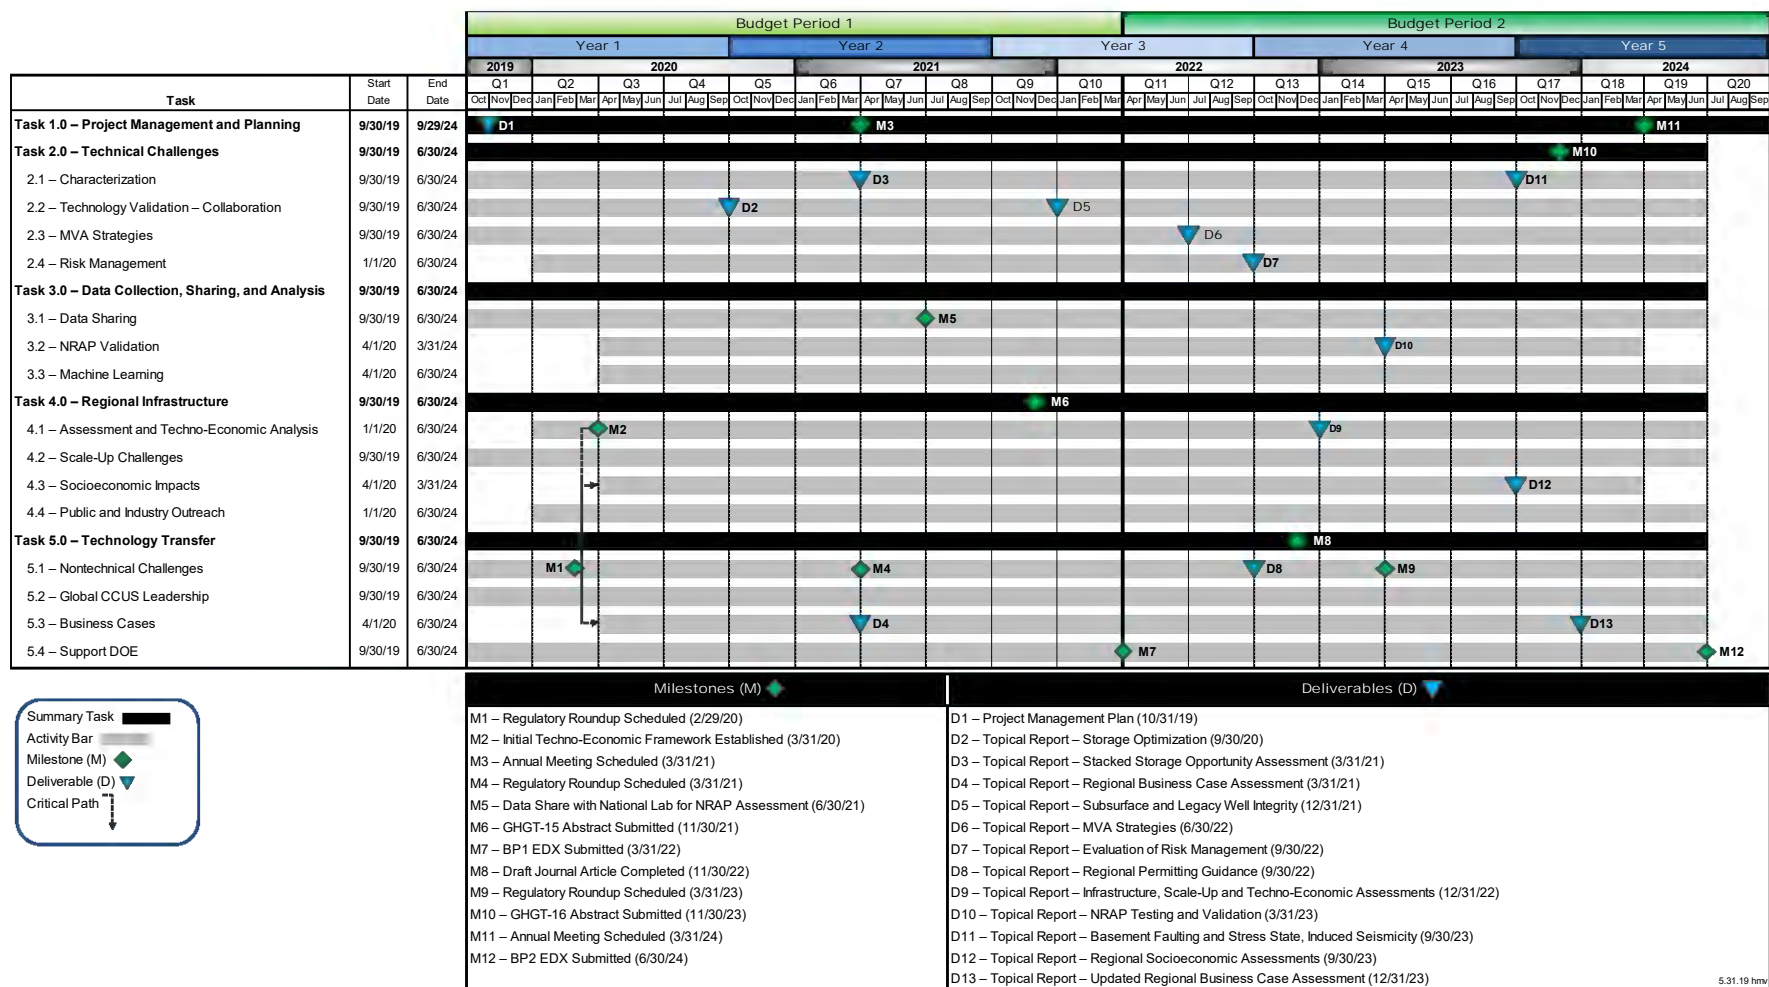 Budget Period 1 Budget Period 2
Year 1 Year 2 Year 3 Year 4 Year 5
2019 2020 2021 2022 2023 2024
Start End Q1 Q2 Q3 Q4 Q5 Q6 Q7 Q8 Q9 Q10 Q11 Q12 Q13 Q14 Q15 Q16 Q17 Q18 Q19 Q20
Task Date Date Oct Nov Dec Jan Feb Mar Apr May Jun Jul Aug Sep Oct Nov Dec Jan Feb Mar Apr May Jun Jul Aug Sep Oct Nov Dec Jan Feb Mar Apr May Jun Jul Aug Sep Oct Nov Dec Jan Feb Mar Apr May Jun Jul Aug Sep Oct Nov Dec Jan Feb Mar Apr May Jun Jul Aug Sep
Task 1.0 – Project Management and Planning 9/30/19 9/29/24 D1 M3 M11
Task 2.0 – Technical Challenges 9/30/19 6/30/24 M10
2.1 – Characterization 9/30/19 6/30/24 D3 D11
2.2 – Technology Validation – Collaboration 9/30/19 6/30/24 D2 D5
2.3 – MVA Strategies 9/30/19 6/30/24 D6
2.4 – Risk Management 1/1/20 6/30/24 D7
Task 3.0 – Data Collection, Sharing, and Analysis 9/30/19 6/30/24
3.1 – Data Sharing 9/30/19 6/30/24 M5
3.2 – NRAP Validation 4/1/20 3/31/24 D10
3.3 – Machine Learning 4/1/20 6/30/24
Task 4.0 – Regional Infrastructure 9/30/19 6/30/24 M6
4.1 – Assessment and Techno-Economic Analysis 1/1/20 6/30/24 M2 D9
4.2 – Scale-Up Challenges 9/30/19 6/30/24
4.3 – Socioeconomic Impacts 4/1/20 3/31/24 D12
4.4 – Public and Industry Outreach 1/1/20 6/30/24
Task 5.0 – Technology Transfer 9/30/19 6/30/24 M8
5.1 – Nontechnical Challenges 9/30/19 6/30/24 M1 M4 D8 M9
5.2 – Global CCUS Leadership 9/30/19 6/30/24
5.3 – Business Cases 4/1/20 6/30/24 D4 D13
5.4 – Support DOE 9/30/19 6/30/24 M7 M12
Summary Task
Activity Bar
Milestone (M)
Deliverable (D)
Critical Path
Milestones (M)
M1 – Regulatory Roundup Scheduled (2/29/20)
M2 – Initial Techno-Economic Framework Established (3/31/20)
M3 – Annual Meeting Scheduled (3/31/21)
M4 – Regulatory Roundup Scheduled (3/31/21)
M5 – Data Share with National Lab for NRAP Assessment (6/30/21)
M6 – GHGT-15 Abstract Submitted (11/30/21)
M7 – BP1 EDX Submitted (3/31/22)
M8 – Draft Journal Article Completed (11/30/22)
M9 – Regulatory Roundup Scheduled (3/31/23)
M10 – GHGT-16 Abstract Submitted (11/30/23)
M11 – Annual Meeting Scheduled (3/31/24)
M12 – BP2 EDX Submitted (6/30/24)
Deliverables (D)
D1 – Project Management Plan (10/31/19)
D2 – Topical Report – Storage Optimization (9/30/20)
D3 – Topical Report – Stacked Storage Opportunity Assessment (3/31/21)
D4 – Topical Report – Regional Business Case Assessment (3/31/21)
D5 – Topical Report – Subsurface and Legacy Well Integrity (12/31/21)
D6 – Topical Report – MVA Strategies (6/30/22)
D7 – Topical Report – Evaluation of Risk Management (9/30/22)
D8 – Topical Report – Regional Permitting Guidance (9/30/22)
D9 – Topical Report – Infrastructure, Scale-Up and Techno-Economic Assessments (12/31/22)
D10 – Topical Report – NRAP Testing and Validation (3/31/23)
D11 – Topical Report – Basement Faulting and Stress State, Induced Seismicity (9/30/23)
D12 – Topical Report – Regional Socioeconomic Assessments (9/30/23)
D13 – Topical Report – Updated Regional Business Case Assessment (12/31/23)
5.31.19 hmv